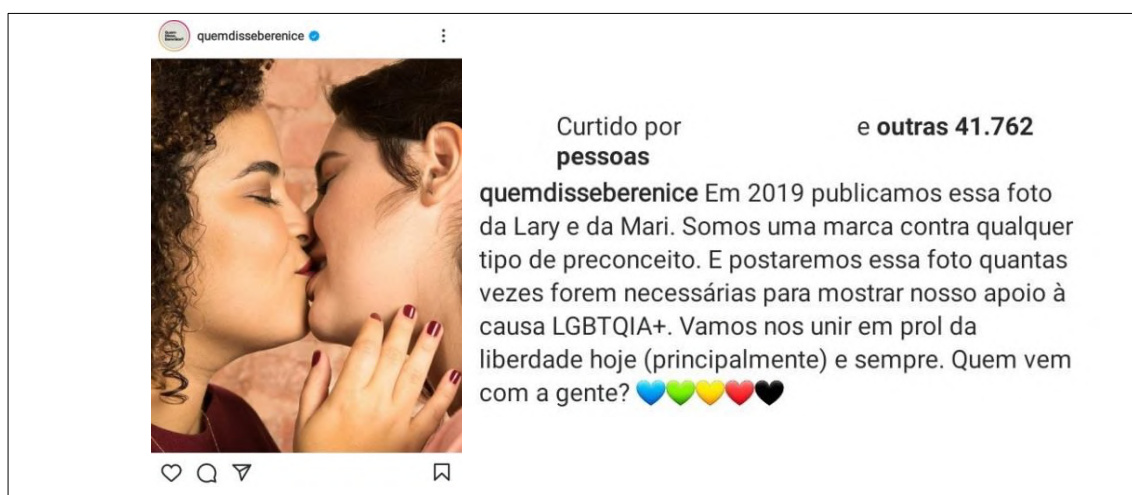 quemdisseberenice
Curtido por e outras 41.762
pessoas
quemdisseberenice Em 2019 publicamos essa foto
da Lary e da Mari. Somos uma marca contra qualquer
tipo de preconceito. E postaremos essa foto quantas
vezes forem necessárias para mostrar nosso apoio à
causa LGBTQIA+. Vamos nos unir em prol da
liberdade hoje (principalmente) e sempre. Quem vem
com a gente? 💙💚💛❤️🖤